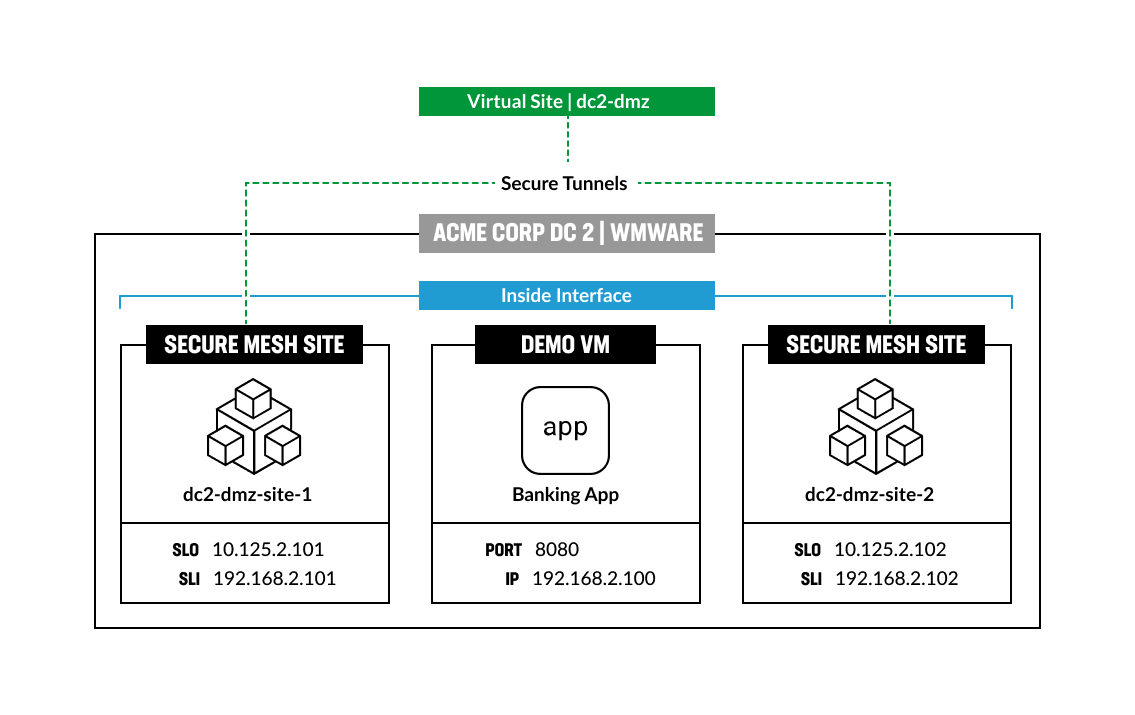 Virtual Site | dc2-dmz
Secure Tunnels
ACME CORP DC 2 | WMWARE
Inside Interface
SECURE MESH SITE
dc2-dmz-site-1
SLO 10.125.2.101
SLI 192.168.2.101
DEMO VM
app
Banking App
PORT 8080
IP 192.168.2.100
SECURE MESH SITE
dc2-dmz-site-2
SLO 10.125.2.102
SLI 192.168.2.102